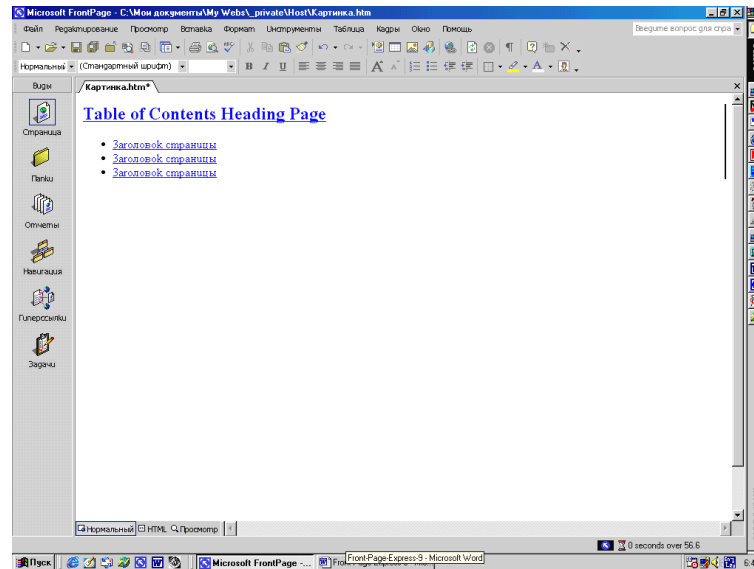 Microsoft FrontPage - C:\Мои документы\My Webs\_private\Host\Картинка.htm
Файл Редактирование Просмотр Вставка Формат Инструменты Таблица Кадры Окно Помощь
Введите вопрос для спра
Нормальный (Стандартный шрифт)
Виды
Картинка.htm*
Table of Contents Heading Page
Страница
Заголовок страницы
Заголовок страницы
Заголовок страницы
Папки
Отчеты
Навигация
Гиперссылки
Задачи
Нормальный HTML Просмотр
0 seconds over 56.6
Front-Page-Express-9 - Microsoft Word
Пуск Microsoft FrontPage - ...